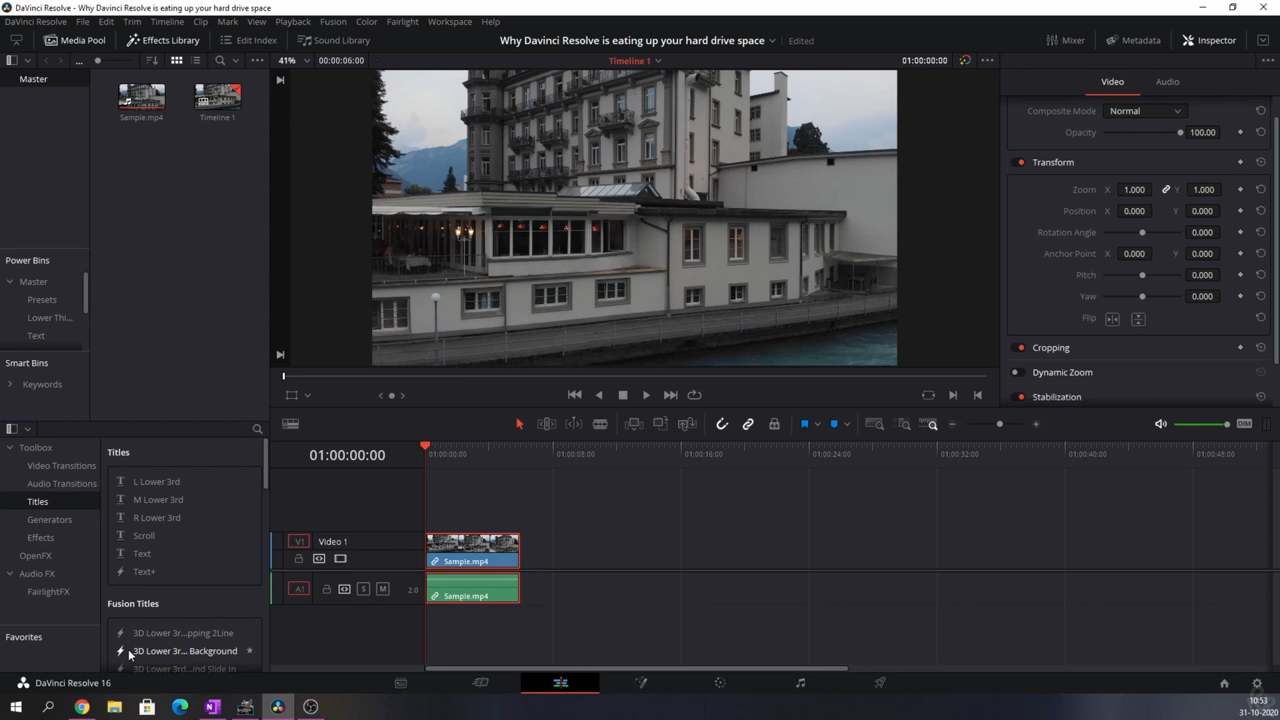 DaVinci Resolve - Why Davinci Resolve is eating up your hard drive space
DaVinci Resolve File Edit Trim Timeline Clip Mark View Playback Fusion Color Fairlight Workspace Help
Media Pool Effects Library Edit Index Sound Library Why Davinci Resolve is eating up your hard drive space Edited Mixer Metadata Inspector
... 41% 00:00:06:00 Timeline 1 01:00:00:00
Master
Sample.mp4 Timeline 1
Power Bins
Master
Presets
Lower Thi...
Text
Smart Bins
Keywords
Video Audio
Composite Mode Normal
Opacity 100.00
Transform
Zoom X 1.000 Y 1.000
Position X 0.000 Y 0.000
Rotation Angle 0.000
Anchor Point X 0.000 Y 0.000
Pitch 0.000
Yaw 0.000
Flip
Cropping
Dynamic Zoom
Stabilization
DIM
Toolbox
Video Transitions
Audio Transitions
Titles
Generators
Effects
OpenFX
Audio FX
FairlightFX
Favorites
Titles
L Lower 3rd
M Lower 3rd
R Lower 3rd
Scroll
Text
Text+
Fusion Titles
3D Lower 3r...pping 2Line
3D Lower 3r... Background
3D Lower 3rd...ind Slide In
01:00:00:00
01:00:00:00 01:00:08:00 01:00:16:00 01:00:24:00 01:00:32:00 01:00:40:00 01:00:48:00
V1 Video 1
Sample.mp4
A1 S M 2.0
Sample.mp4
DaVinci Resolve 16
10:53
31-10-2020